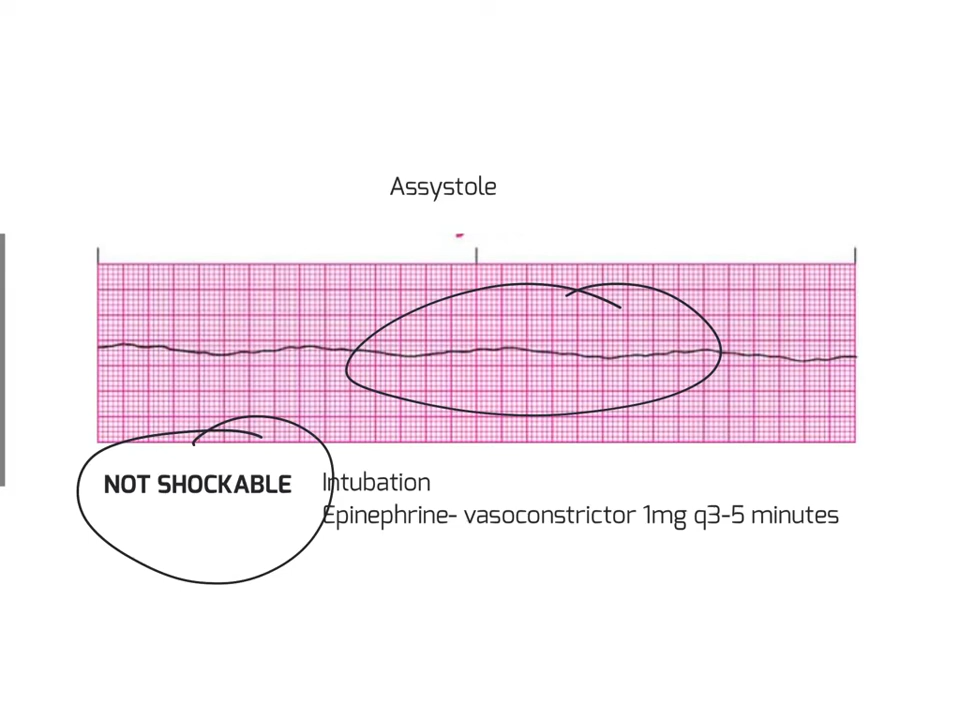 Assystole
NOT SHOCKABLE
Intubation
Epinephrine- vasoconstrictor 1mg q3-5 minutes